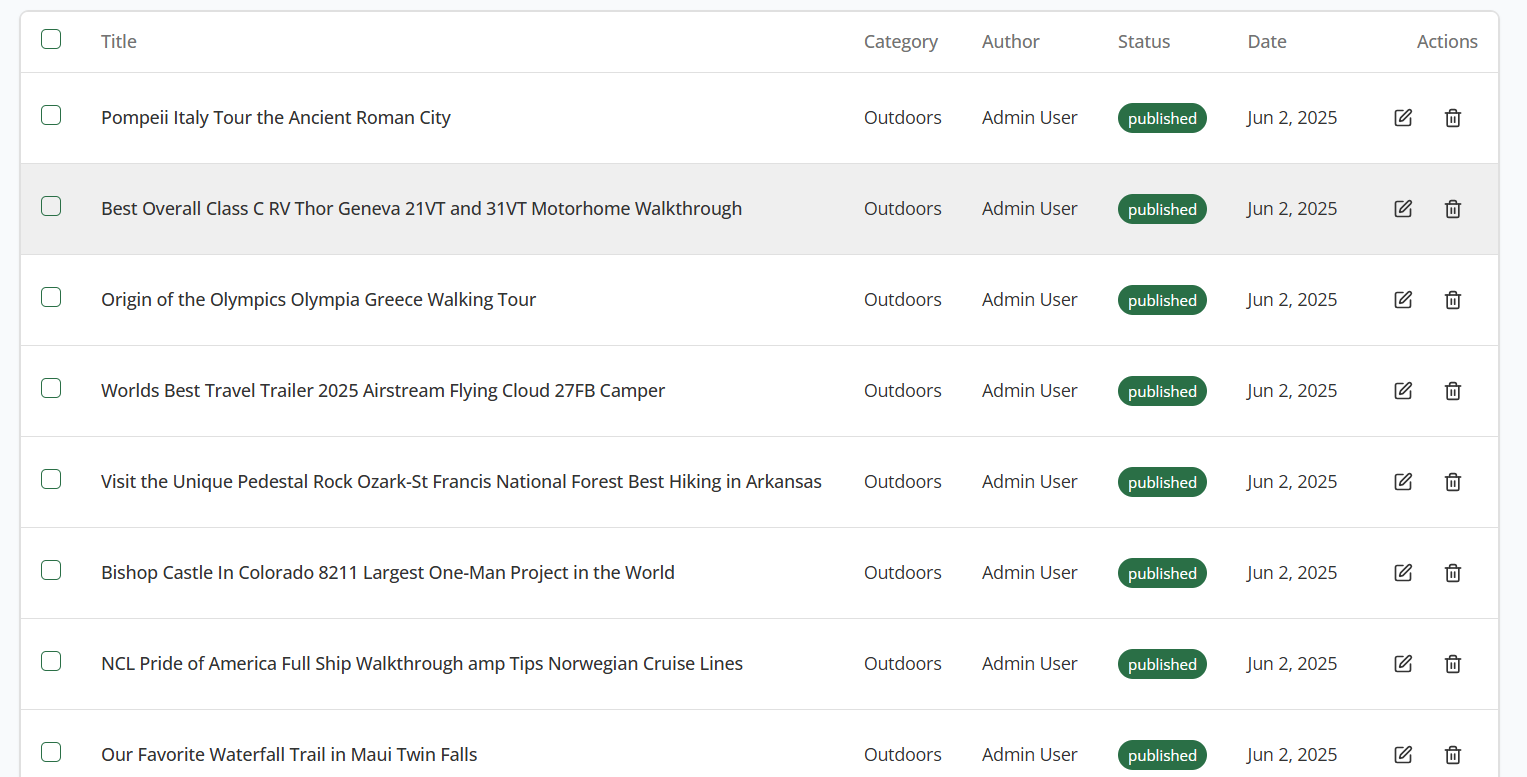 Title Category Author Status Date Actions
Pompeii Italy Tour the Ancient Roman City Outdoors Admin User published Jun 2, 2025
Best Overall Class C RV Thor Geneva 21VT and 31VT Motorhome Walkthrough Outdoors Admin User published Jun 2, 2025
Origin of the Olympics Olympia Greece Walking Tour Outdoors Admin User published Jun 2, 2025
Worlds Best Travel Trailer 2025 Airstream Flying Cloud 27FB Camper Outdoors Admin User published Jun 2, 2025
Visit the Unique Pedestal Rock Ozark-St Francis National Forest Best Hiking in Arkansas Outdoors Admin User published Jun 2, 2025
Bishop Castle In Colorado 8211 Largest One-Man Project in the World Outdoors Admin User published Jun 2, 2025
NCL Pride of America Full Ship Walkthrough amp Tips Norwegian Cruise Lines Outdoors Admin User published Jun 2, 2025
Our Favorite Waterfall Trail in Maui Twin Falls Outdoors Admin User published Jun 2, 2025